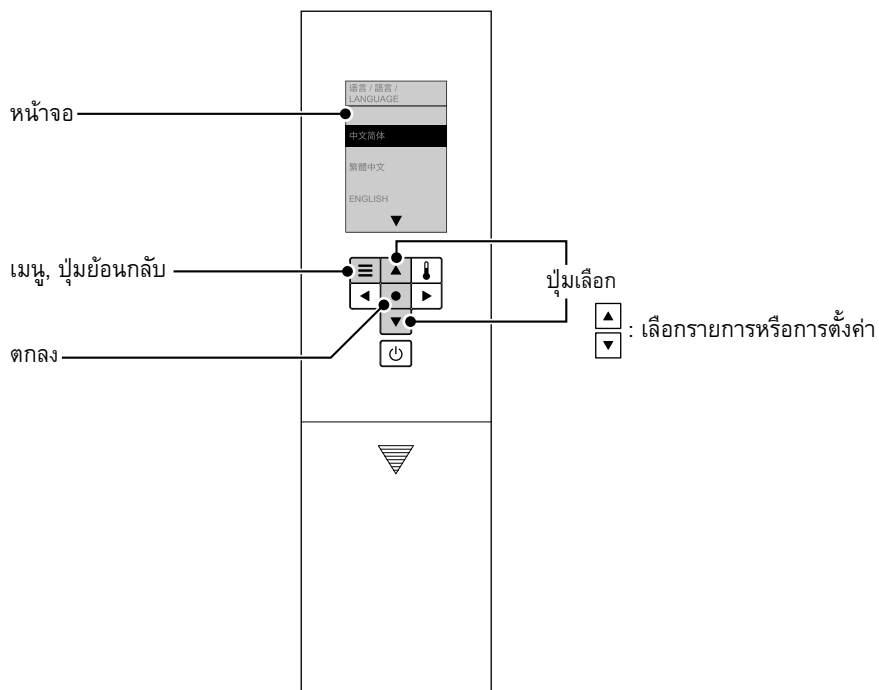 语言 / 語言 /
LANGUAGE
中文简体
繁體中文
ENGLISH
หน้าจอ
เมนู, ปุ่มย้อนกลับ
ตกลง
ปุ่มเลือก
: เลือกรายการหรือการตั้งค่า